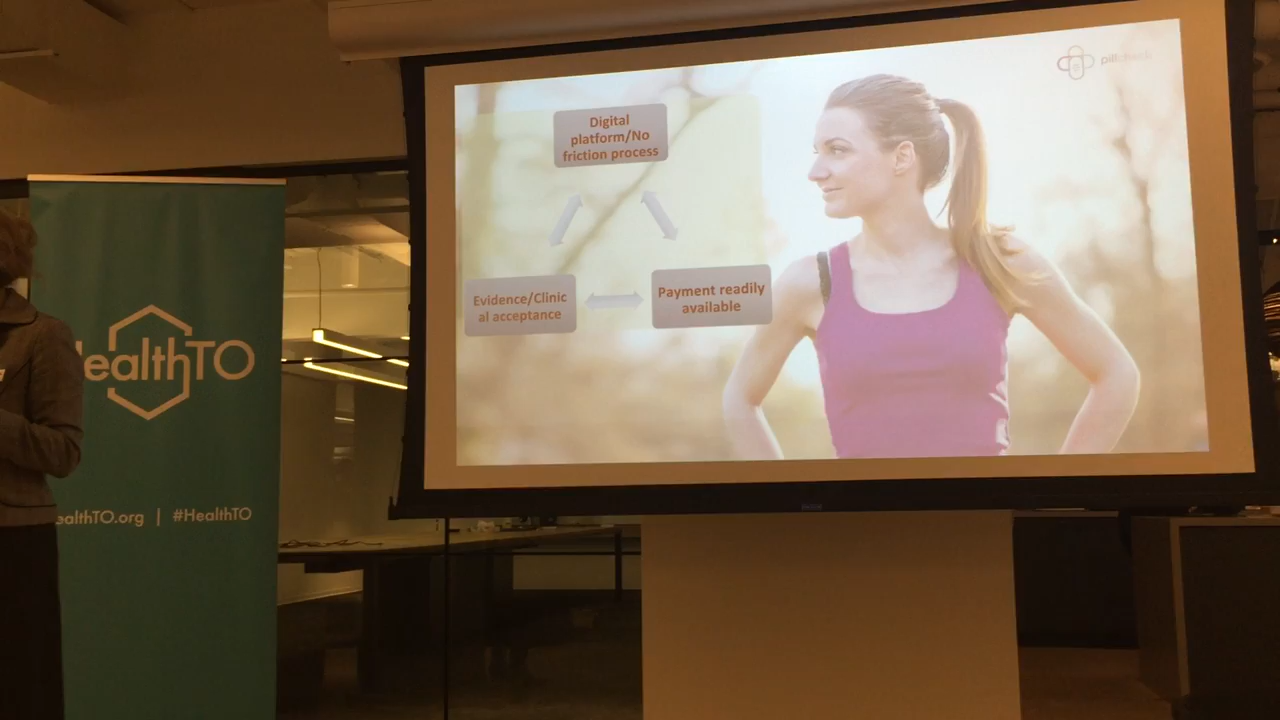 pillcheck
Digital
platform/No
friction process
Evidence/Clinic
al acceptance
Payment readily
available
ealthTO
ealthTO.org | #HealthTO